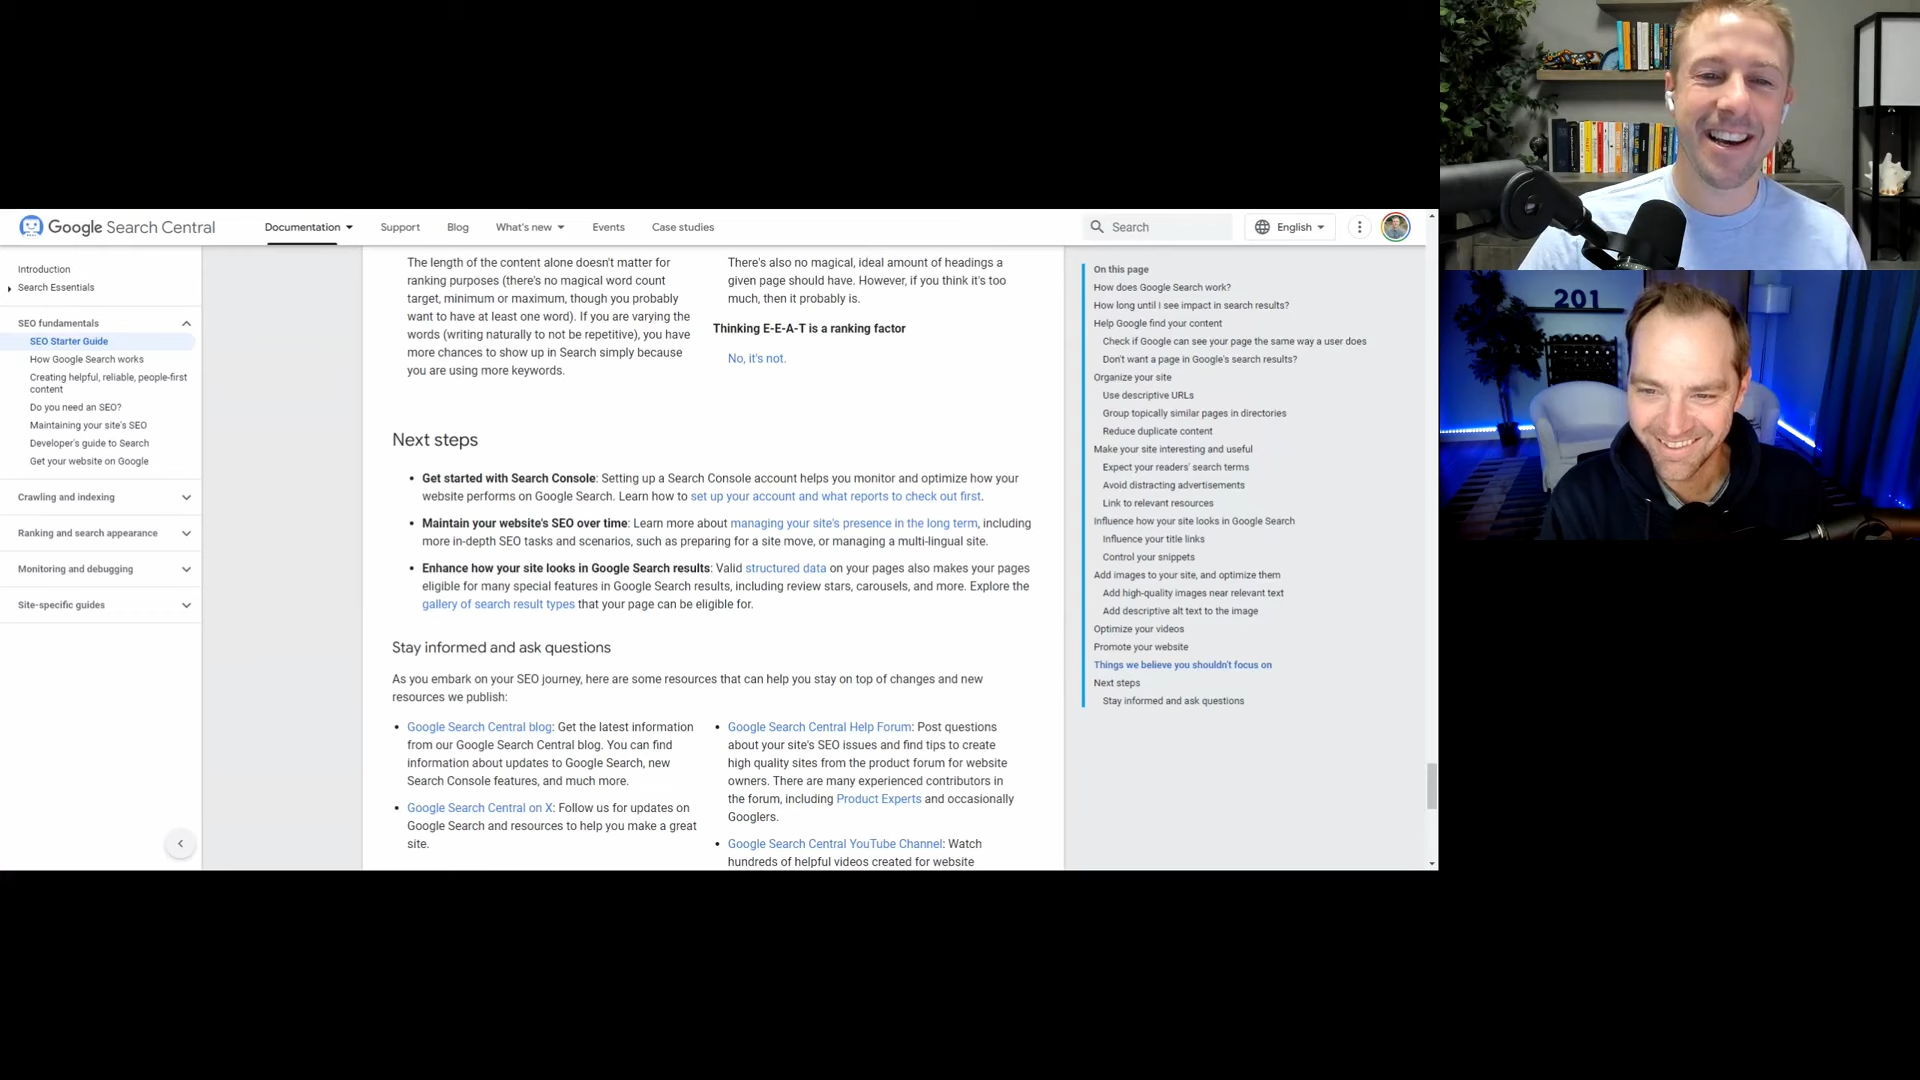 Google Search Central
Documentation
Support
Blog
What's new
Events
Case studies
Search
English
Introduction
Search Essentials
SEO fundamentals
SEO Starter Guide
How Google Search works
Creating helpful, reliable, people-first
content
Do you need an SEO?
Maintaining your site's SEO
Developer's guide to Search
Get your website on Google
Crawling and indexing
Ranking and search appearance
Monitoring and debugging
Site-specific guides
The length of the content alone doesn't matter for
ranking purposes (there's no magical word count
target, minimum or maximum, though you probably
want to have at least one word). If you are varying the
words (writing naturally to not be repetitive), you have
more chances to show up in Search simply because
you are using more keywords.
There's also no magical, ideal amount of headings a
given page should have. However, if you think it's too
much, then it probably is.
Thinking E-E-A-T is a ranking factor
No, it's not.
Next steps
• Get started with Search Console: Setting up a Search Console account helps you monitor and optimize how your
website performs on Google Search. Learn how to set up your account and what reports to check out first.
• Maintain your website's SEO over time: Learn more about managing your site's presence in the long term, including
more in-depth SEO tasks and scenarios, such as preparing for a site move, or managing a multi-lingual site.
• Enhance how your site looks in Google Search results: Valid structured data on your pages also makes your pages
eligible for many special features in Google Search results, including review stars, carousels, and more. Explore the
gallery of search result types that your page can be eligible for.
Stay informed and ask questions
As you embark on your SEO journey, here are some resources that can help you stay on top of changes and new
resources we publish:
• Google Search Central blog: Get the latest information
from our Google Search Central blog. You can find
information about updates to Google Search, new
Search Console features, and much more.
• Google Search Central on X: Follow us for updates on
Google Search and resources to help you make a great
site.
• Google Search Central Help Forum: Post questions
about your site's SEO issues and find tips to create
high quality sites from the product forum for website
owners. There are many experienced contributors in
the forum, including Product Experts and occasionally
Googlers.
• Google Search Central YouTube Channel: Watch
hundreds of helpful videos created for website
On this page
How does Google Search work?
How long until I see impact in search results?
Help Google find your content
Check if Google can see your page the same way a user does
Don't want a page in Google's search results?
Organize your site
Use descriptive URLs
Group topically similar pages in directories
Reduce duplicate content
Make your site interesting and useful
Expect your readers' search terms
Avoid distracting advertisements
Link to relevant resources
Influence how your site looks in Google Search
Influence your title links
Control your snippets
Add images to your site, and optimize them
Add high-quality images near relevant text
Add descriptive alt text to the image
Optimize your videos
Promote your website
Things we believe you shouldn't focus on
Next steps
Stay informed and ask questions
201